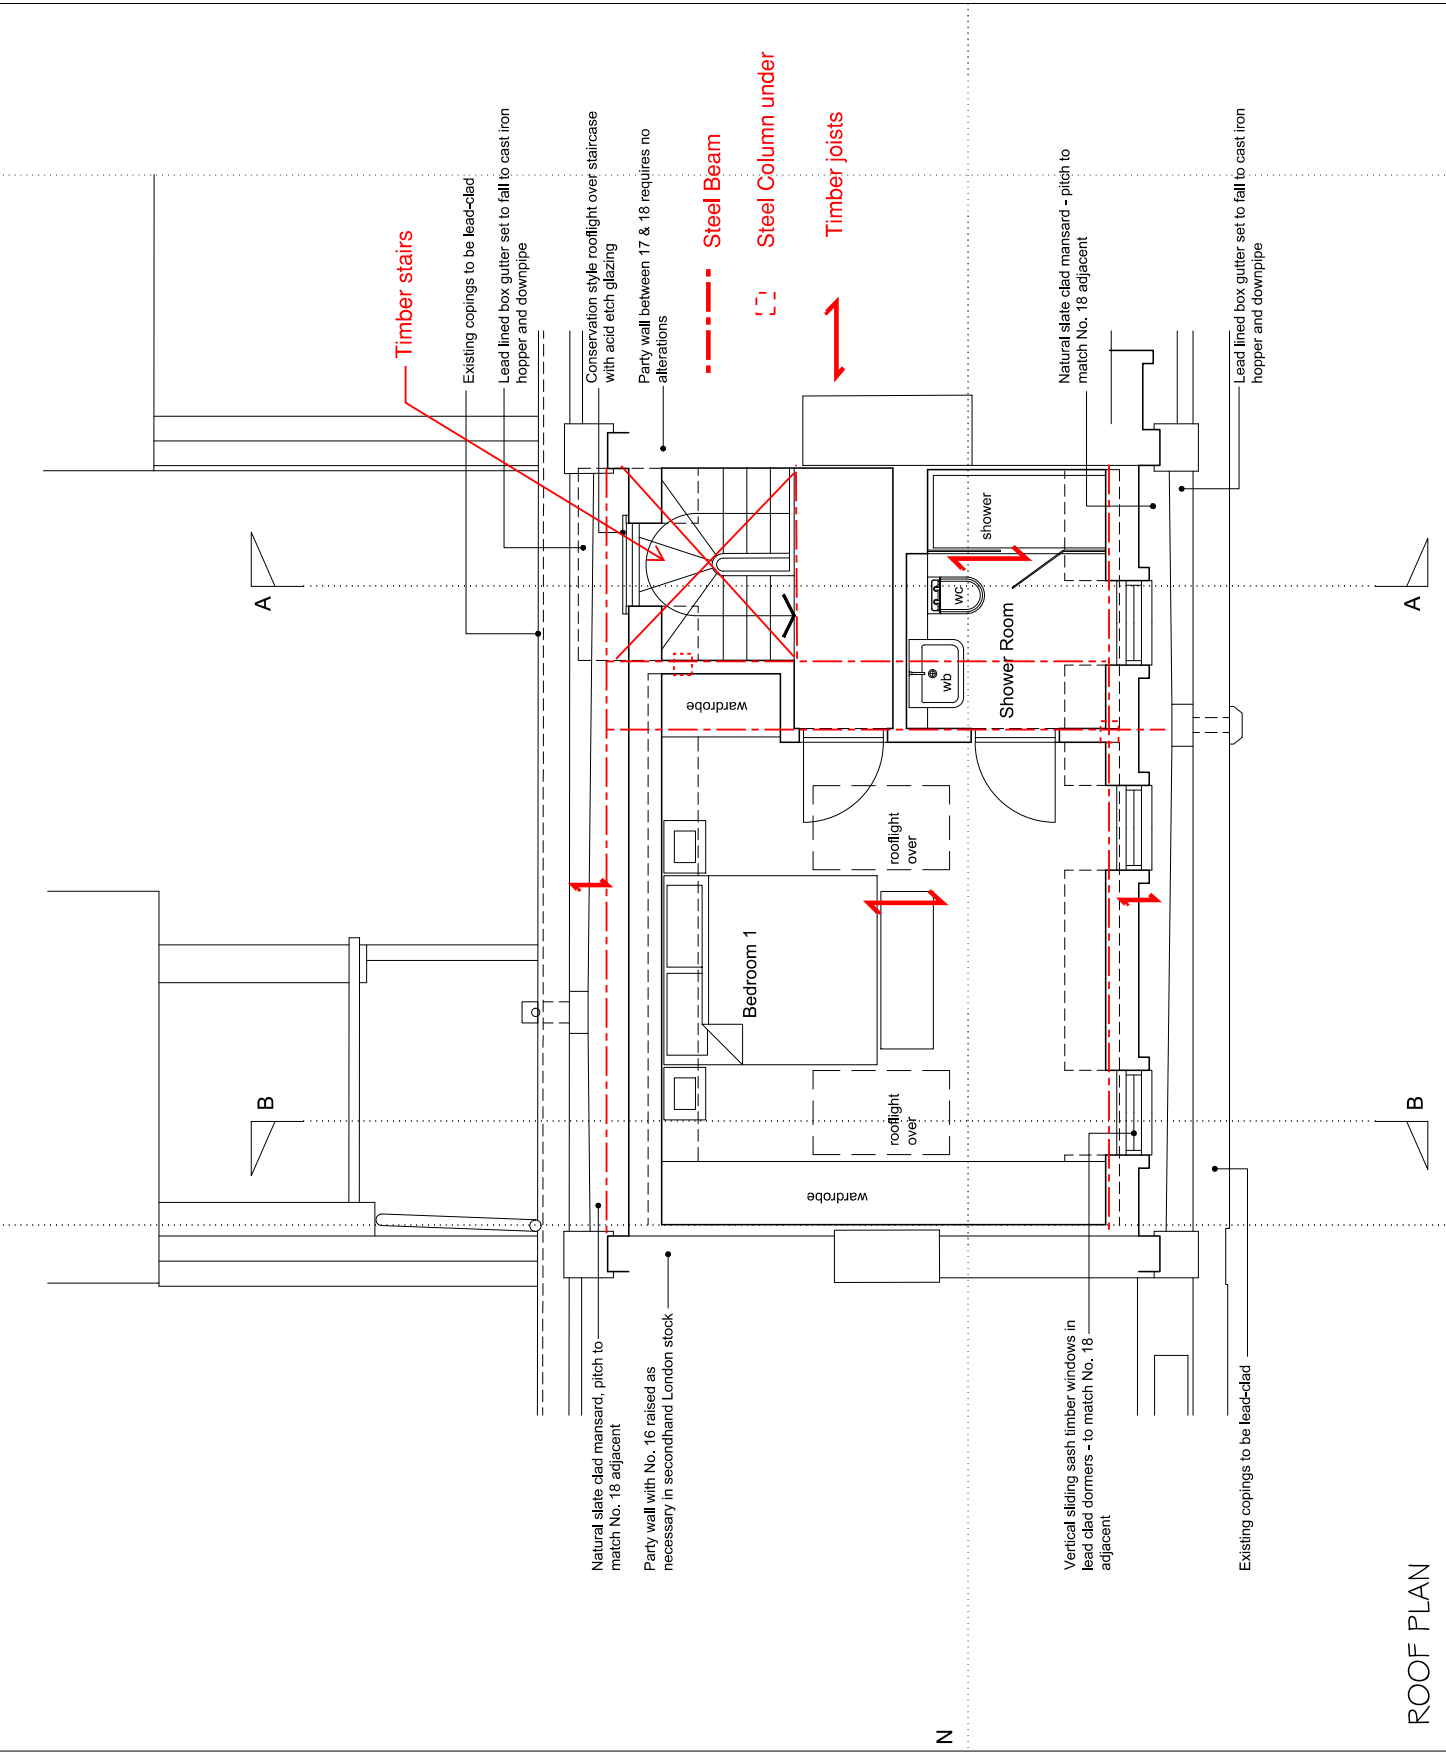 Timber stairs
Existing copings to be lead-clad
Lead lined box gutter set to fall to cast iron
hopper and downpipe
Conservation style rooflight over staircase
with acid etch glazing
Party wall between 17 & 18 requires no
alterations
Steel Beam
Steel Column under
Timber joists
Natural slate clad mansard - pitch to
match No. 18 adjacent
Lead lined box gutter set to fall to cast iron
hopper and downpipe
A
A
B
B
shower
wc
wb
Shower Room
wardrobe
rooflight
over
Bedroom 1
rooflight
over
wardrobe
Natural slate clad mansard, pitch to
match No. 18 adjacent
Party wall with No. 16 raised as
necessary in secondhand London stock
Vertical sliding sash timber windows in
lead clad dormers - to match No. 18
adjacent
Existing copings to be lead-clad
N
ROOF PLAN